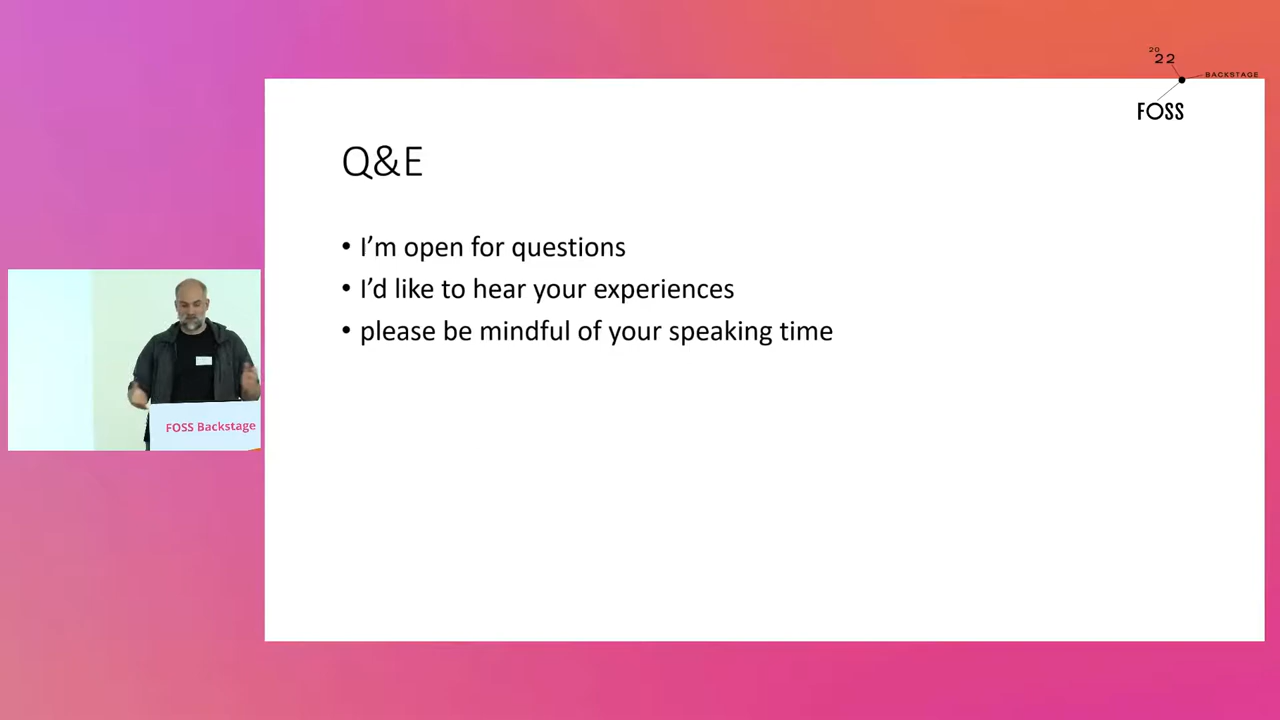 20
22
BACKSTAGE
FOSS
Q&E
• I'm open for questions
• I'd like to hear your experiences
• please be mindful of your speaking time
FOSS Backstage